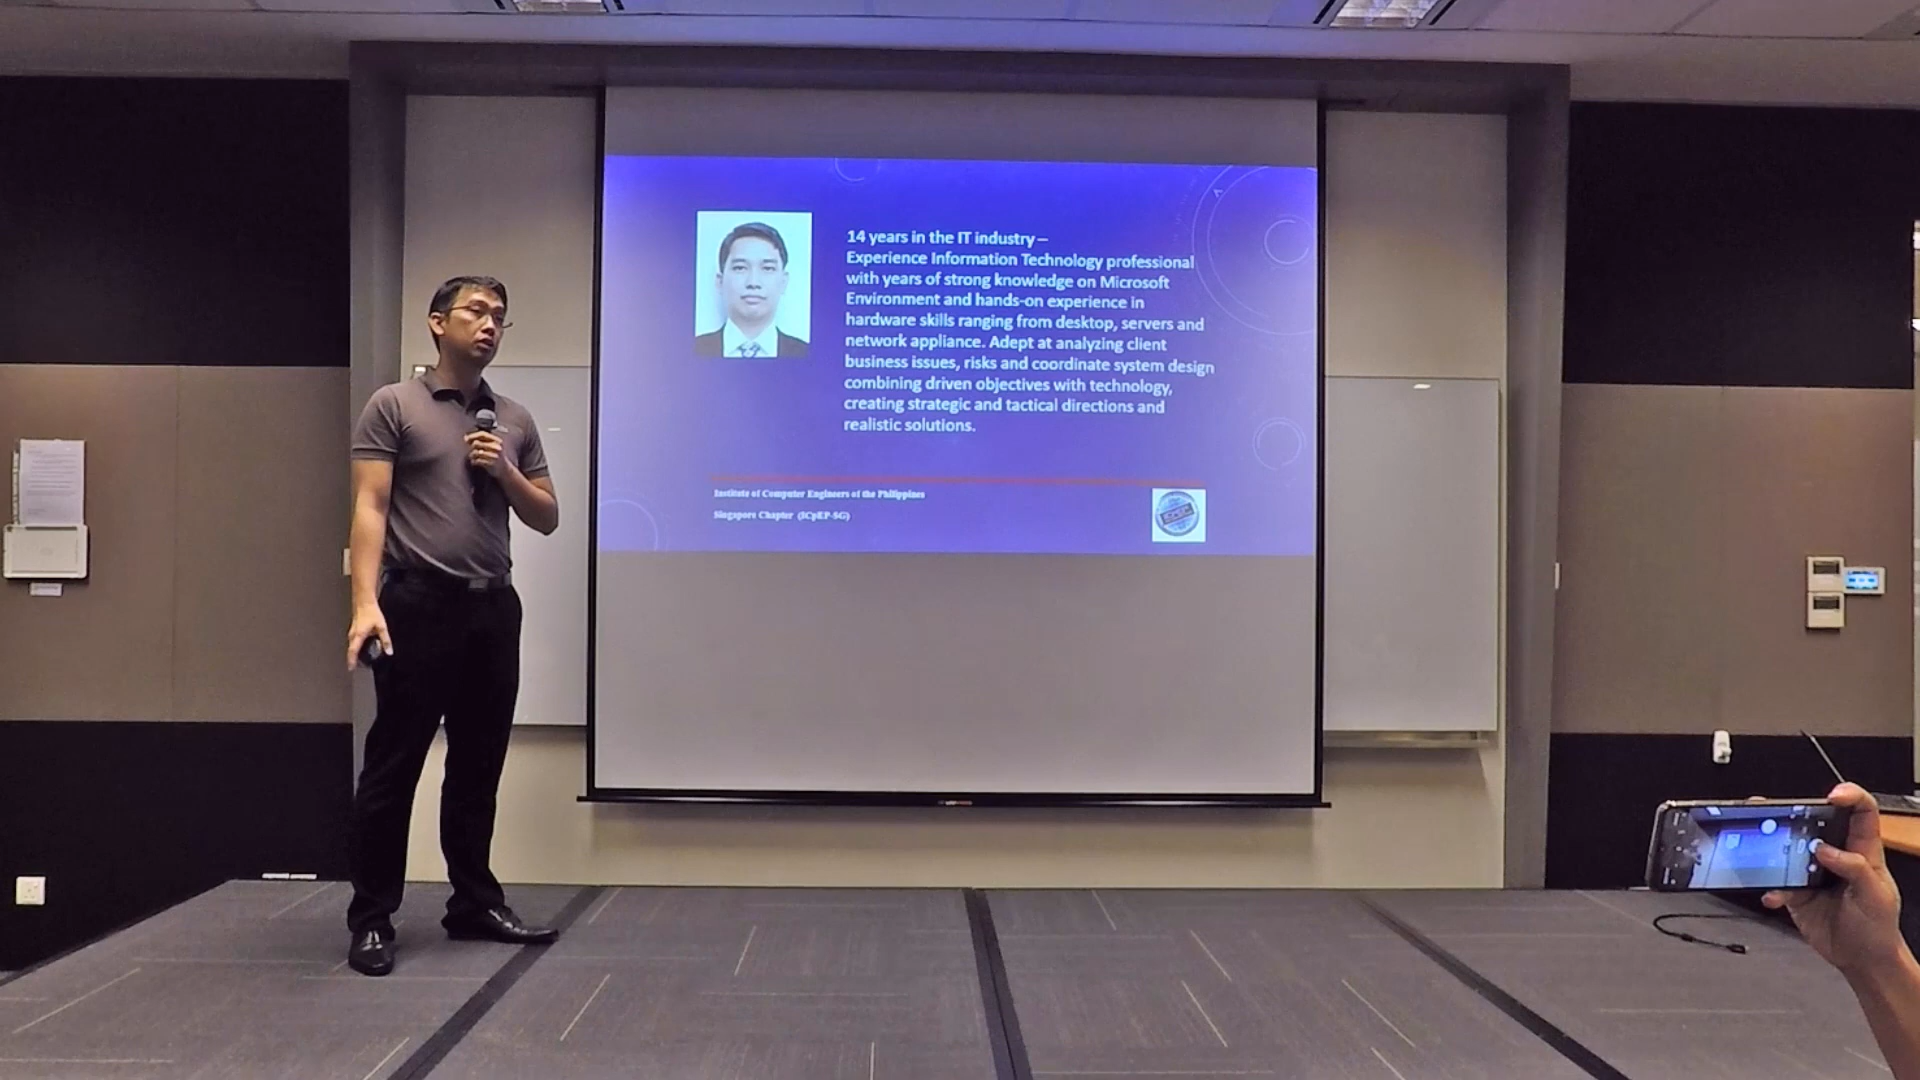 14 years in the IT industry –
Experience Information Technology professional
with years of strong knowledge on Microsoft
Environment and hands-on experience in
hardware skills ranging from desktop, servers and
network appliance. Adept at analyzing client
business issues, risks and coordinate system design
combining driven objectives with technology,
creating strategic and tactical directions and
realistic solutions.
Institute of Computer Engineers of the Philippines
Singapore Chapter (ICpEP-SG)